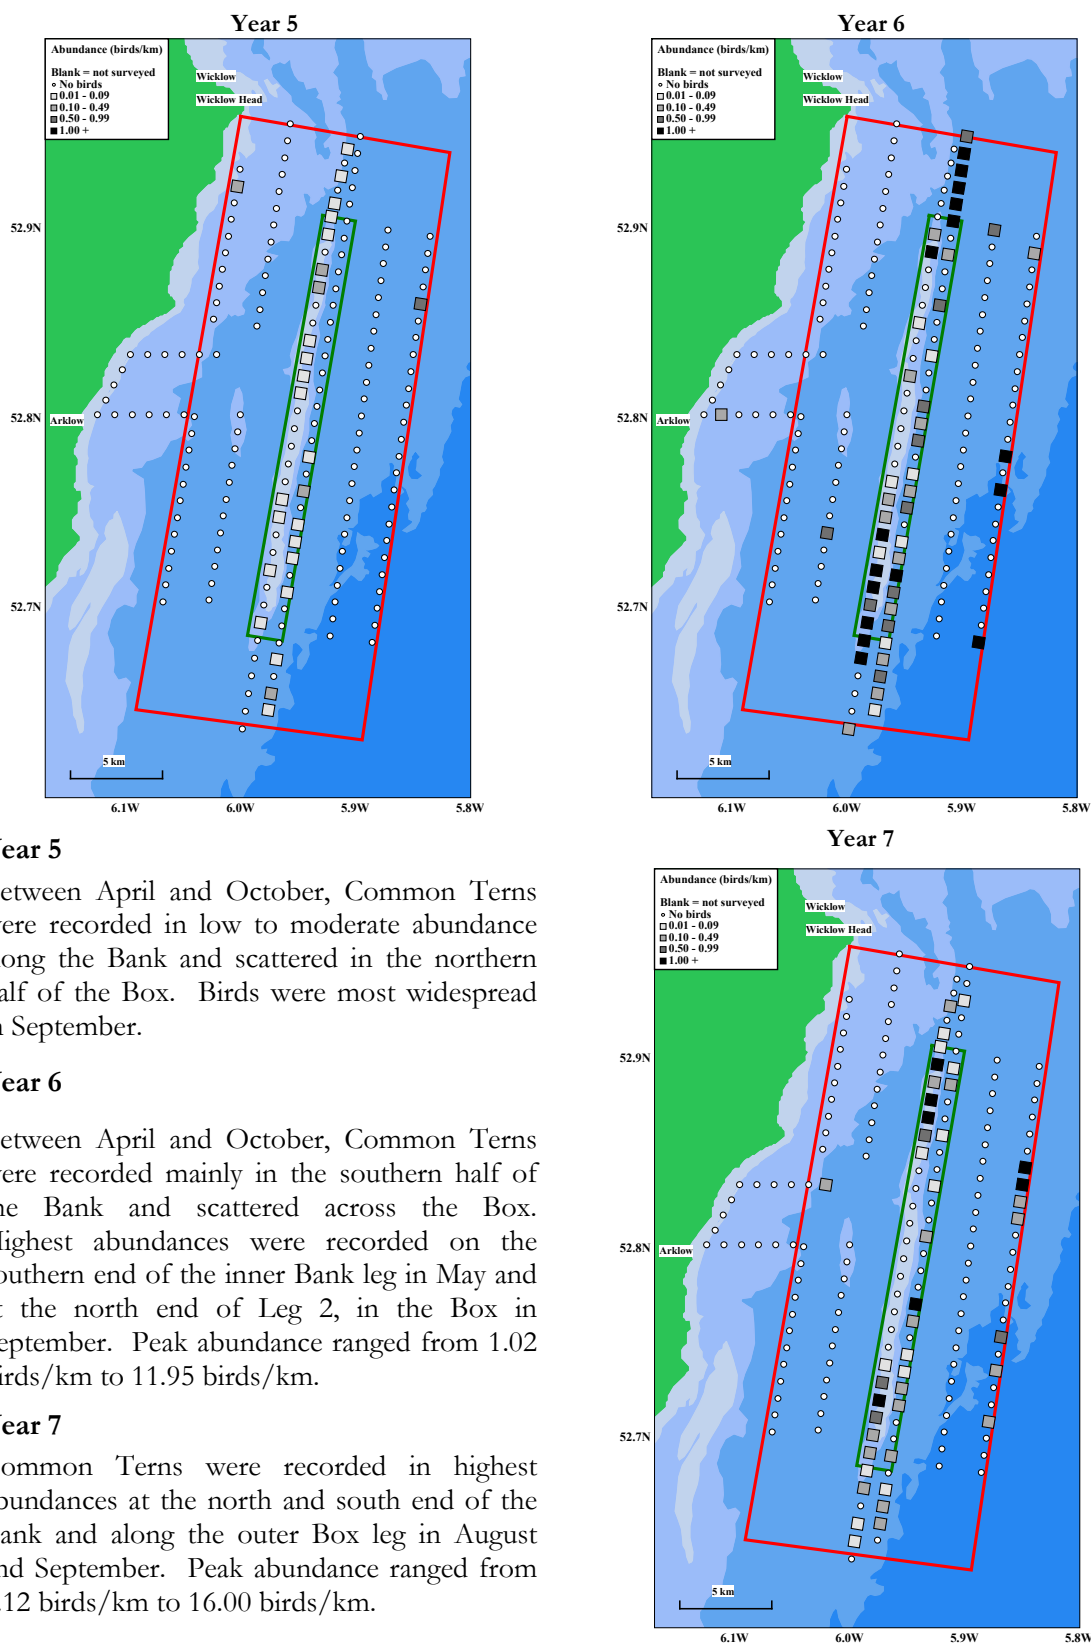 Year 5
Abundance (birds/km)
Blank = not surveyed
No birds
0.01 - 0.09
0.10 - 0.49
0.50 - 0.99
1.00 +
Wicklow
Wicklow Head
52.9N
52.8N
Arklow
52.7N
5 km
6.1W 6.0W 5.9W 5.8W
Year 6
Abundance (birds/km)
Blank = not surveyed
No birds
0.01 - 0.09
0.10 - 0.49
0.50 - 0.99
1.00 +
Wicklow
Wicklow Head
52.9N
52.8N
Arklow
52.7N
5 km
6.1W 6.0W 5.9W 5.8W
ear 5
etween April and October, Common Terns
ere recorded in low to moderate abundance
ong the Bank and scattered in the northern
alf of the Box. Birds were most widespread
n September.
ear 6
etween April and October, Common Terns
ere recorded mainly in the southern half of
he Bank and scattered across the Box.
ighest abundances were recorded on the
outhern end of the inner Bank leg in May and
t the north end of Leg 2, in the Box in
eptember. Peak abundance ranged from 1.02
irds/km to 11.95 birds/km.
ear 7
ommon Terns were recorded in highest
bundances at the north and south end of the
ank and along the outer Box leg in August
nd September. Peak abundance ranged from
.12 birds/km to 16.00 birds/km.
Year 7
Abundance (birds/km)
Blank = not surveyed
No birds
0.01 - 0.09
0.10 - 0.49
0.50 - 0.99
1.00 +
Wicklow
Wicklow Head
52.9N
52.8N
Arklow
52.7N
5 km
6.1W 6.0W 5.9W 5.8W